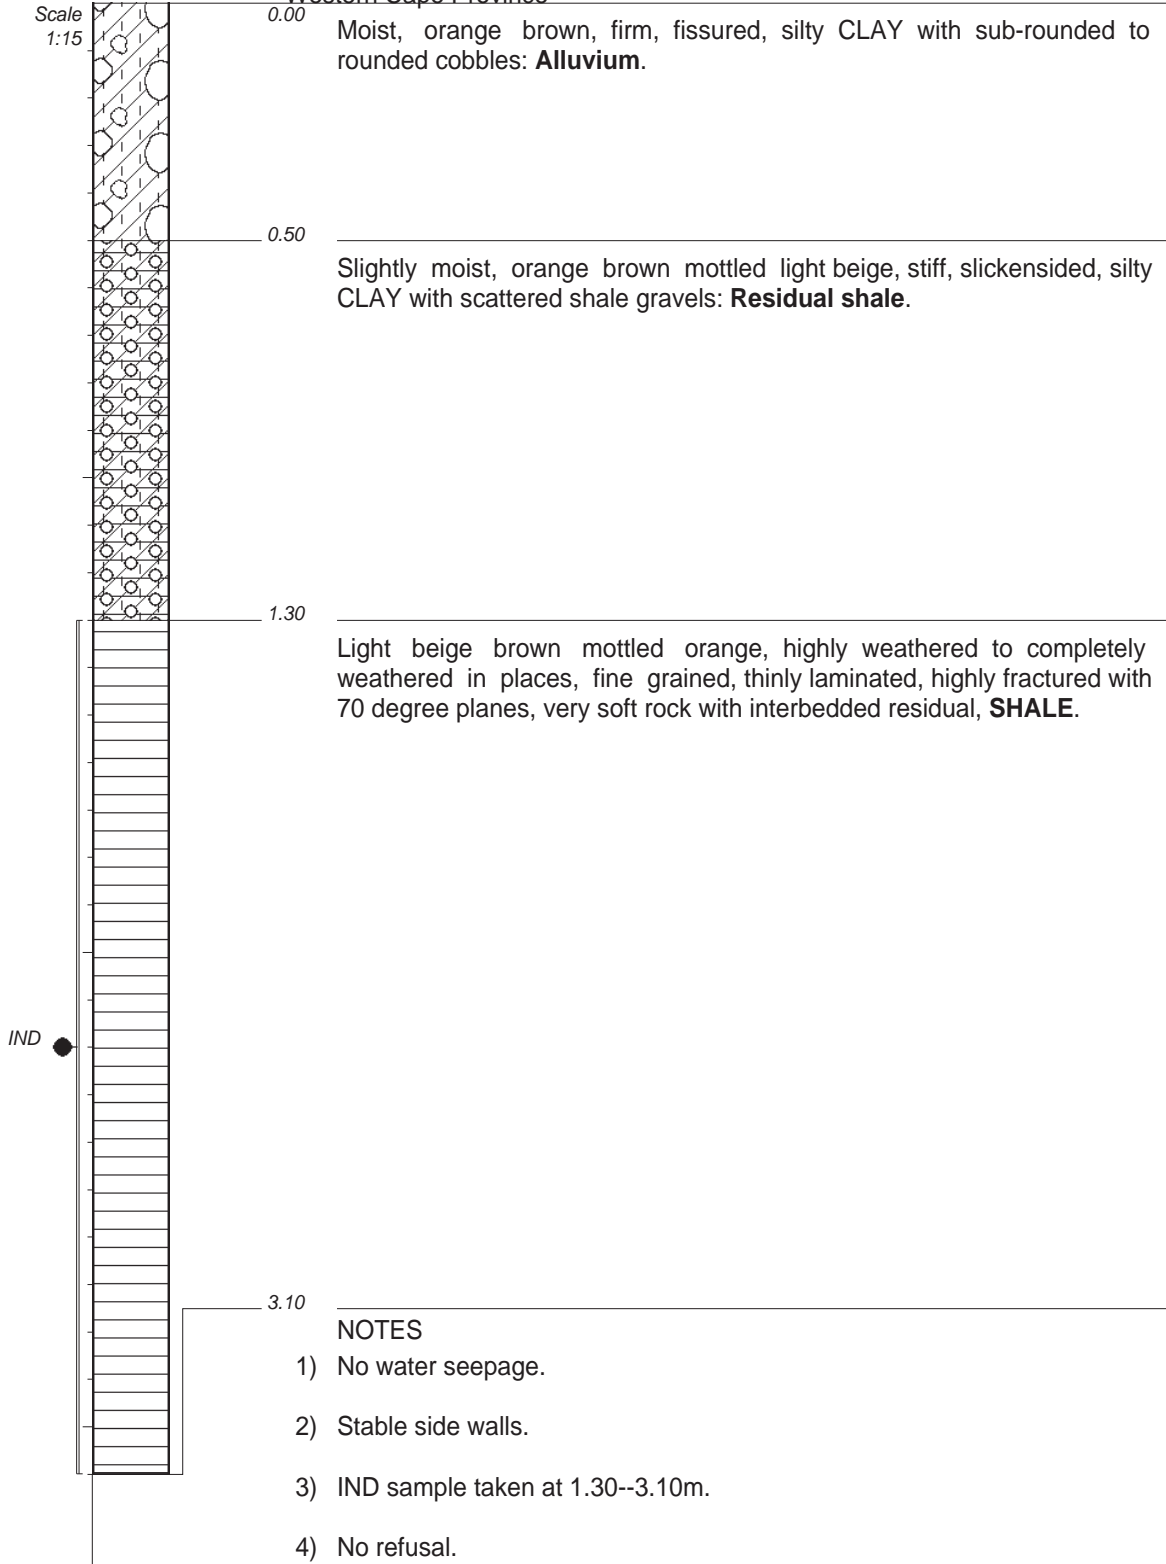 Scale
1:15
0.00
Moist, orange brown, firm, fissured, silty CLAY with sub-rounded to
rounded cobbles: Alluvium.
0.50
Slightly moist, orange brown mottled light beige, stiff, slickensided, silty
CLAY with scattered shale gravels: Residual shale.
1.30
Light beige brown mottled orange, highly weathered to completely
weathered in places, fine grained, thinly laminated, highly fractured with
70 degree planes, very soft rock with interbedded residual, SHALE.
IND
3.10
NOTES
1) No water seepage.
2) Stable side walls.
3) IND sample taken at 1.30--3.10m.
4) No refusal.